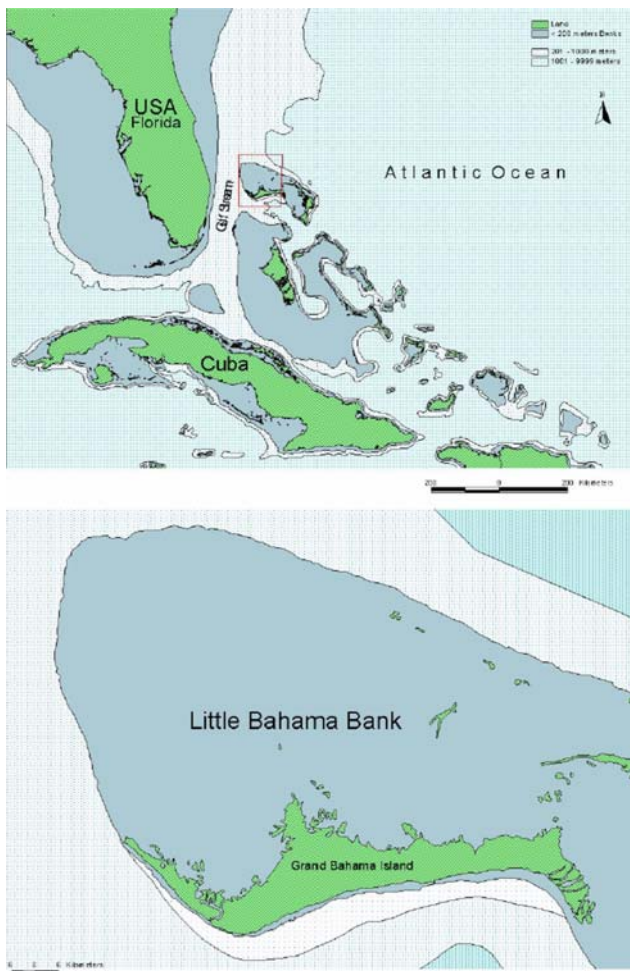 Land
< 200 meters Banks
201 - 1000 meters
1001 - 9999 meters
N
USA
Florida
Atlantic Ocean
Gulf Stream
Cuba
200 0 200 Kilometers
Little Bahama Bank
Grand Bahama Island
Kilometers